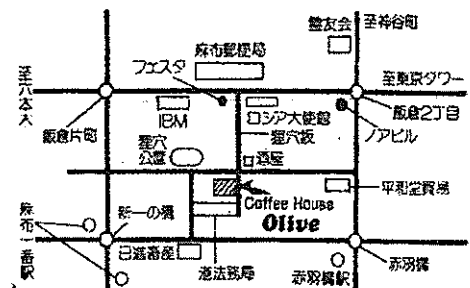 霊友会
至神谷町
麻布郵便局
フェスタ
至東京タワー
至六本木
IBM
ロシア大使館
飯倉2丁目
飯倉片町
狸穴坂
ノアビル
狸穴公園
酒屋
平和堂貿易
Coffee House
Olive
麻布十番駅
新一の橋
日進畜産
法務局
赤羽橋駅
赤羽橋